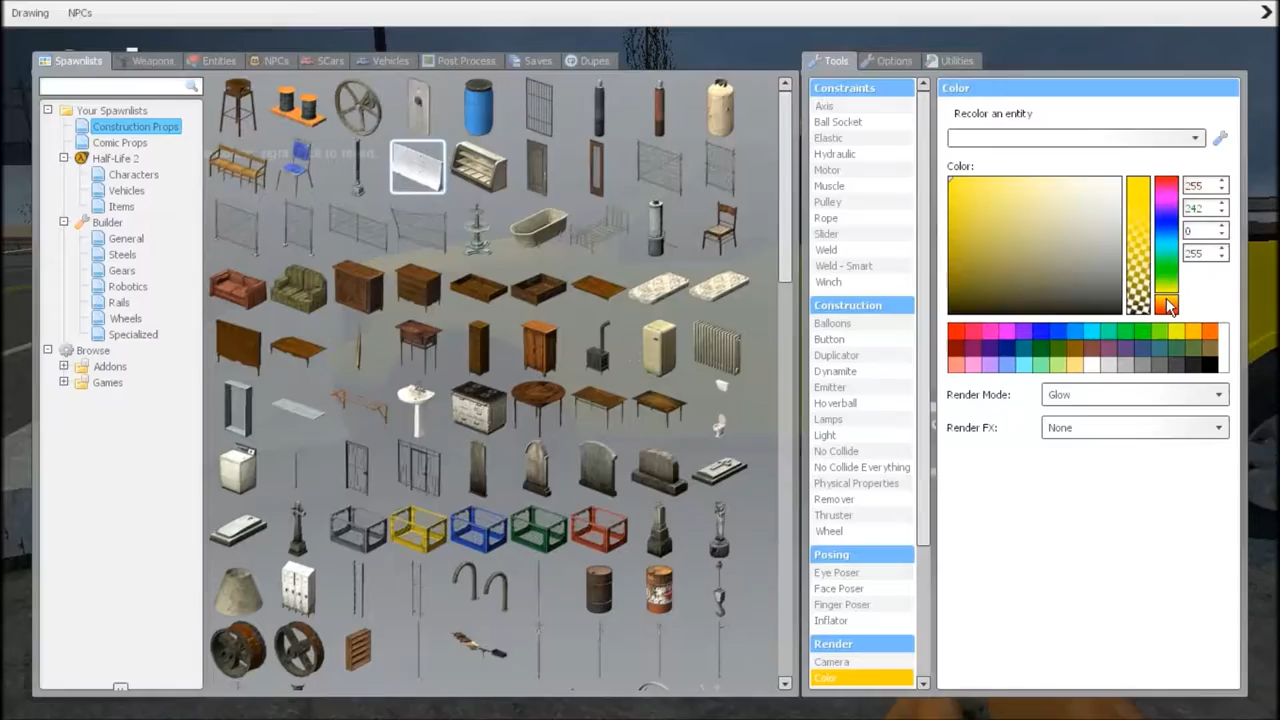 Drawing NPCs
Spawnlists Weapons Entities NPCs SCars Vehicles Post Process Saves Dupes
Tools Options Utilities
Your Spawnlists
Construction Props
Comic Props
Half-Life 2
Characters
Vehicles
Items
Builder
General
Steels
Gears
Robotics
Rails
Wheels
Specialized
Browse
Addons
Games
Constraints
Axis
Ball Socket
Elastic
Hydraulic
Motor
Muscle
Pulley
Rope
Slider
Weld
Weld - Smart
Winch
Construction
Balloons
Button
Duplicator
Dynamite
Emitter
Hoverball
Lamps
Light
No Collide
No Collide Everything
Physical Properties
Remover
Thruster
Wheel
Posing
Eye Poser
Face Poser
Finger Poser
Inflator
Render
Camera
Color
Color
Recolor an entity
Color:
255
242
0
255
Render Mode: Glow
Render FX: None